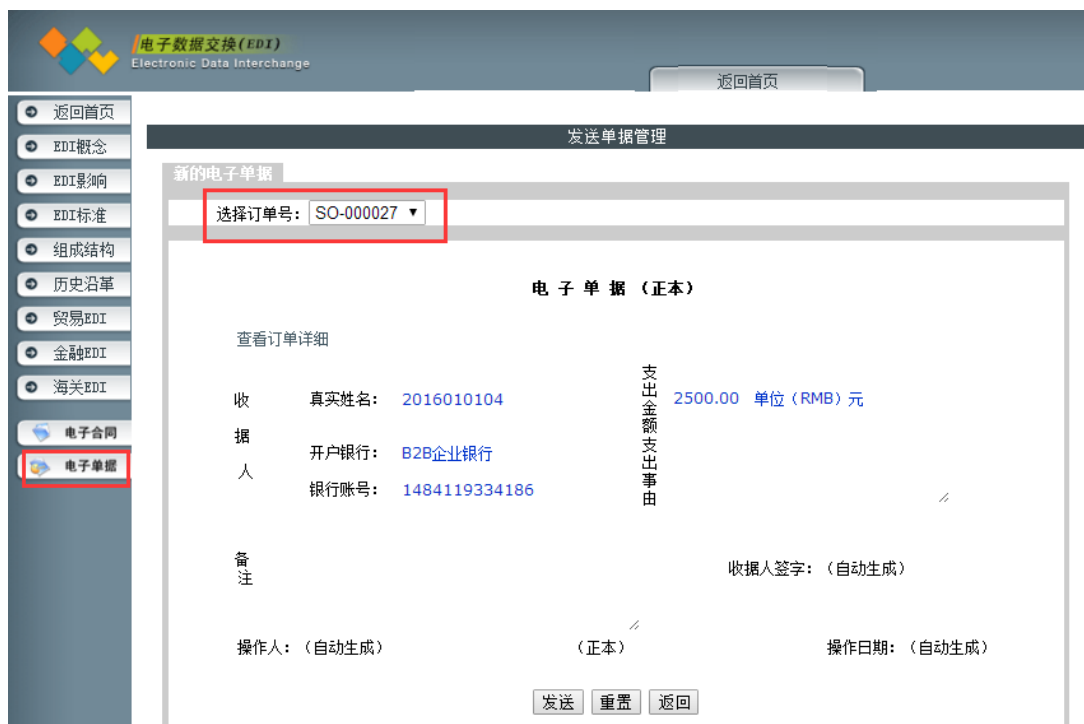 电子数据交换(EDI)
Electronic Data Interchange
返回首页
返回首页
EDI概念
EDI影响
EDI标准
组成结构
历史沿革
贸易EDI
金融EDI
海关EDI
电子合同
电子单据
发送单据管理
新的电子单据
选择订单号： SO-000027
电 子 单 据 （正本）
查看订单详细
收据人
真实姓名： 2016010104
开户银行： B2B企业银行
银行账号： 1484119334186
支出金额
2500.00 单位（RMB）元
支出事由
备注
收据人签字：（自动生成）
操作人：（自动生成） （正本） 操作日期：（自动生成）
发送 重置 返回